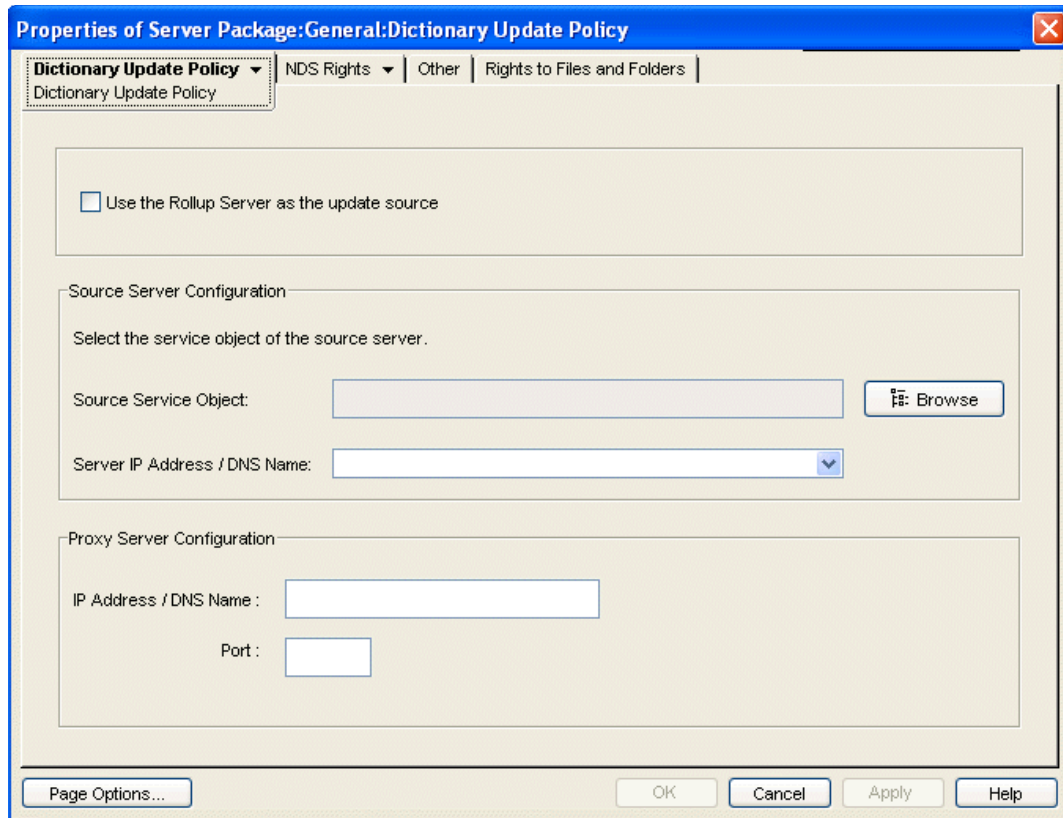 Properties of Server Package:General:Dictionary Update Policy
Dictionary Update Policy NDS Rights Other Rights to Files and Folders
Dictionary Update Policy
Use the Rollup Server as the update source
Source Server Configuration
Select the service object of the source server.
Source Service Object: Browse
Server IP Address / DNS Name:
Proxy Server Configuration
IP Address / DNS Name :
Port :
Page Options... OK Cancel Apply Help